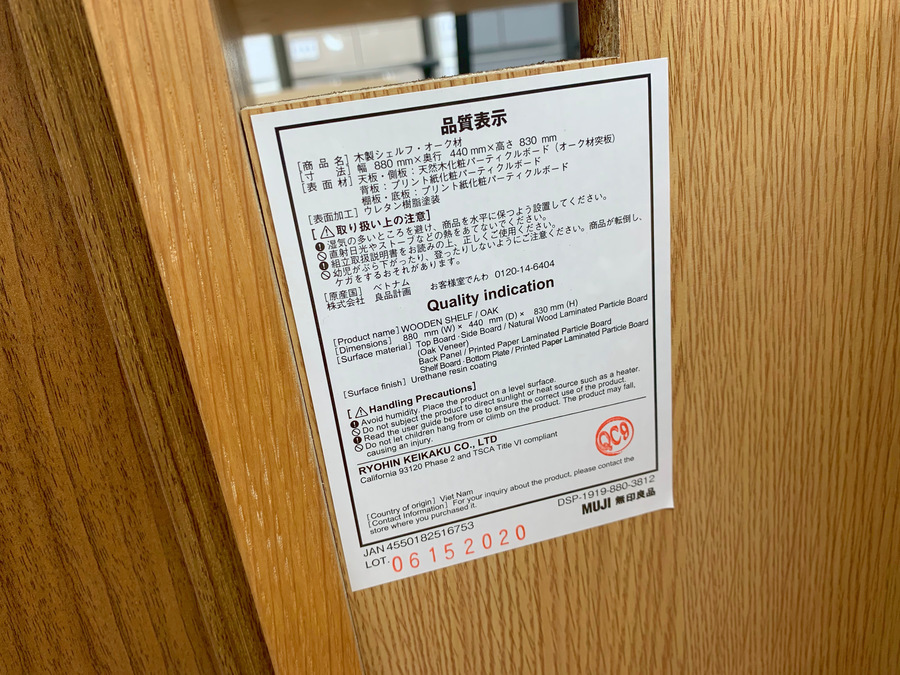 品質表示
[商品名] 木製シェルフ・オーク材
[寸法] 幅 880 mm×奥行 440 mm×高さ 830 mm
[表面材] 天板・側板：天然木化粧パーティクルボード（オーク材突板）
背板：プリント紙化粧パーティクルボード
棚板・底板：プリント紙化粧パーティクルボード
[表面加工] ウレタン樹脂塗装
[⚠取り扱い上の注意]
湿気の多いところを避け、商品を水平に保つよう設置してください。
直射日光やストーブなどの熱をあてないでください。
組立取扱説明書をお読みの上、正しくご使用ください。
幼児がぶら下がったり、登ったりしないようにご注意ください。商品が転倒し、
ケガをするおそれがあります。
[原産国] ベトナム
株式会社 良品計画 お客様室でんわ 0120-14-6404
Quality indication
[Product name] WOODEN SHELF / OAK
[Dimensions] 880 mm (W) × 440 mm (D) × 830 mm (H)
[Surface material] Top Board · Side Board / Natural Wood Laminated Particle Board
(Oak Veneer)
Back Panel / Printed Paper Laminated Particle Board
Shelf Board · Bottom Plate / Printed Paper Laminated Particle Board
[Surface finish] Urethane resin coating
[⚠Handling Precautions]
Avoid humidity. Place the product on a level surface.
Do not subject the product to direct sunlight or heat source such as a heater.
Read the user guide before use to ensure the correct use of the product.
Do not let children hang from or climb on the product. The product may fall,
causing an injury.
RYOHIN KEIKAKU CO., LTD
California 93120 Phase 2 and TSCA Title VI compliant
QC9
[Country of origin] Viet Nam
[Contact Information] For your inquiry about the product, please contact the
store where you purchased it.
DSP-1919-880-3812
MUJI 無印良品
JAN 4550182516753
LOT. 06152020